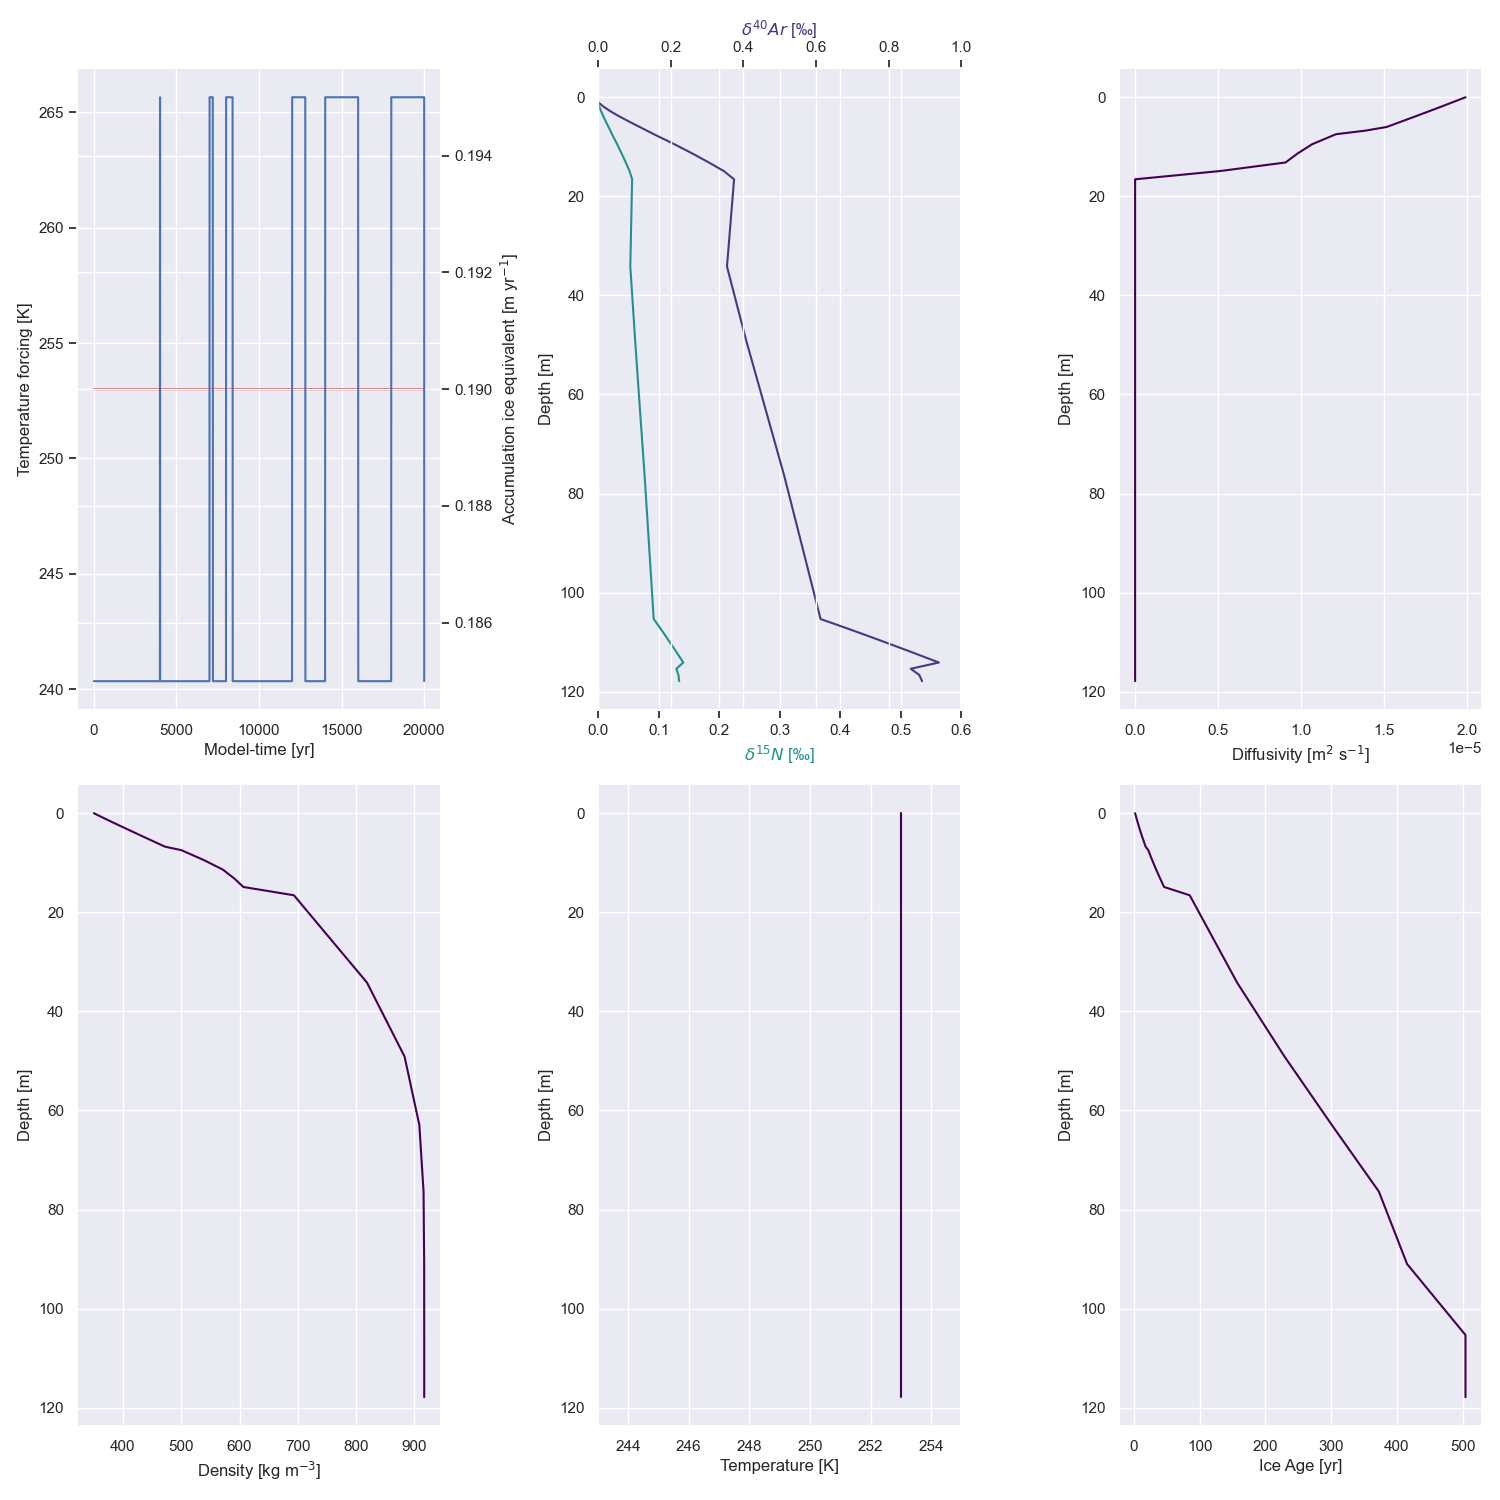 δ⁴⁰Ar [‰]
0.0 0.2 0.4 0.6 0.8 1.0
Temperature forcing [K]
265
260
255
250
245
240
0 5000 10000 15000 20000
Model-time [yr]
0.194
0.192
0.190
0.188
0.186
Accumulation ice equivalent [m yr⁻¹]
Depth [m]
0
20
40
60
80
100
120
0.0 0.1 0.2 0.3 0.4 0.5 0.6
δ¹⁵N [‰]
Depth [m]
0
20
40
60
80
100
120
0.0 0.5 1.0 1.5 2.0
1e−5
Diffusivity [m² s⁻¹]
Depth [m]
0
20
40
60
80
100
120
400 500 600 700 800 900
Density [kg m⁻³]
Depth [m]
0
20
40
60
80
100
120
244 246 248 250 252 254
Temperature [K]
Depth [m]
0
20
40
60
80
100
120
0 100 200 300 400 500
Ice Age [yr]